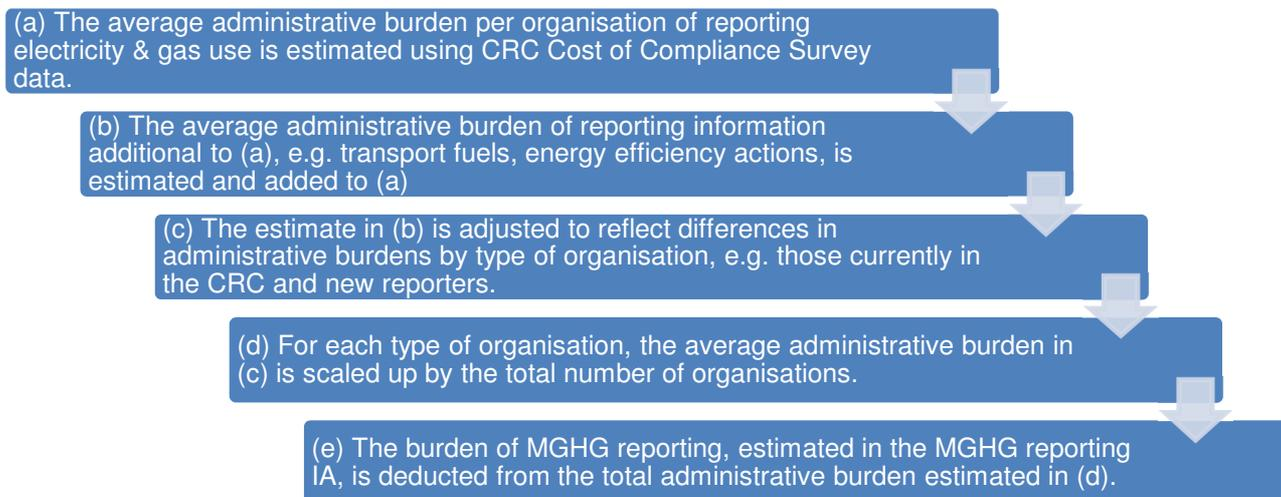 (a) The average administrative burden per organisation of reporting
electricity & gas use is estimated using CRC Cost of Compliance Survey
data.
(b) The average administrative burden of reporting information
additional to (a), e.g. transport fuels, energy efficiency actions, is
estimated and added to (a)
(c) The estimate in (b) is adjusted to reflect differences in
administrative burdens by type of organisation, e.g. those currently in
the CRC and new reporters.
(d) For each type of organisation, the average administrative burden in
(c) is scaled up by the total number of organisations.
(e) The burden of MGHG reporting, estimated in the MGHG reporting
IA, is deducted from the total administrative burden estimated in (d).